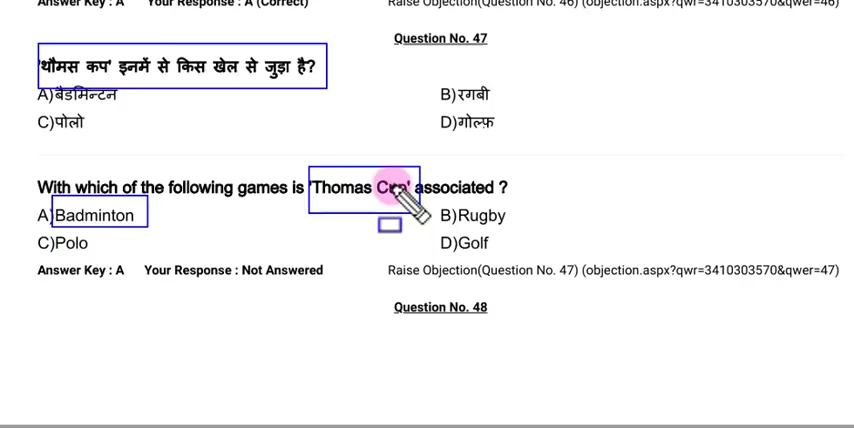 Answer Key : A Your Response : A (Correct) Raise Objection(Question No. 46) (objection.aspx?qwr=3410303570&qwer=46)
Question No. 47
'थौमस कप' इनमें से किस खेल से जुड़ा है?
A)बैडमिन्टन B)रगबी
C)पोलो D)गोल्फ़
With which of the following games is 'Thomas Cup' associated ?
A)Badminton B)Rugby
C)Polo D)Golf
Answer Key : A Your Response : Not Answered Raise Objection(Question No. 47) (objection.aspx?qwr=3410303570&qwer=47)
Question No. 48